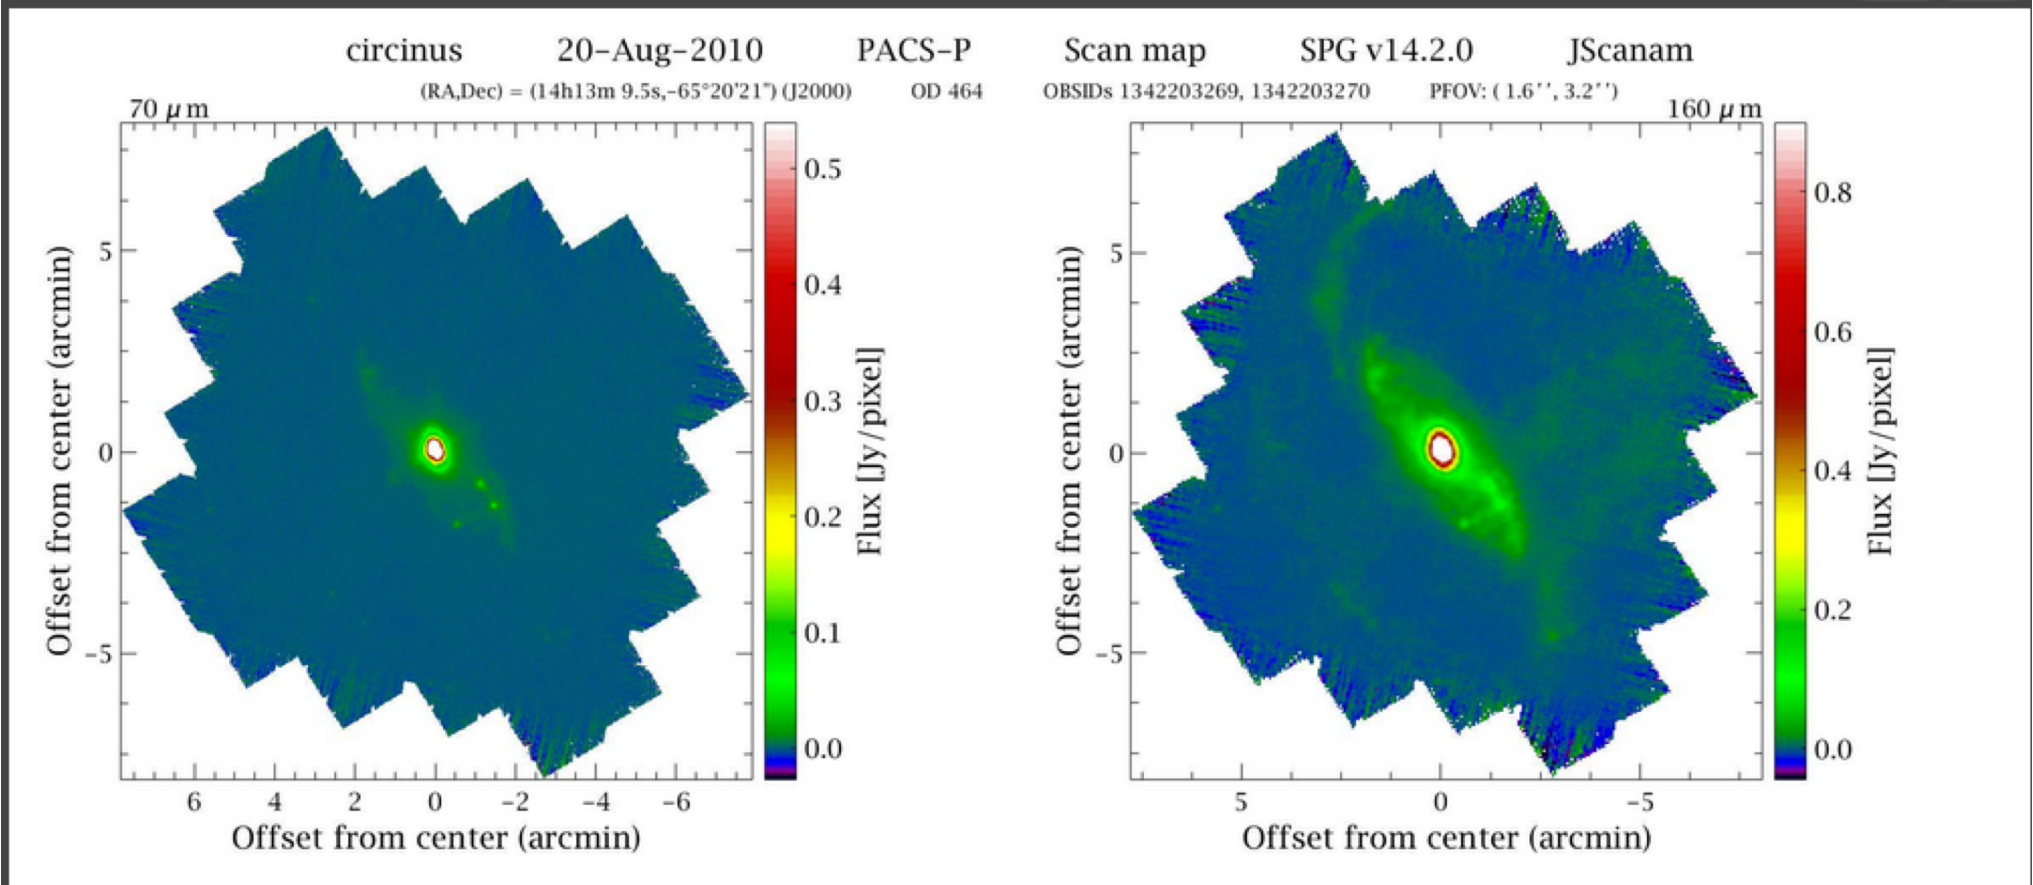 circinus 20-Aug-2010 PACS-P Scan map SPG v14.2.0 JScanam
(RA,Dec) = (14h13m 9.5s,-65°20'21") (J2000) OD 464 OBSIDs 1342203269, 1342203270 PFOV: ( 1.6'', 3.2'')
70 µm
160 µm
Offset from center (arcmin)
5
0
-5
6 4 2 0 -2 -4 -6
Offset from center (arcmin)
0.5
0.4
0.3
0.2
0.1
0.0
Flux [Jy/pixel]
Offset from center (arcmin)
5
0
-5
5 0 -5
Offset from center (arcmin)
0.8
0.6
0.4
0.2
0.0
Flux [Jy/pixel]